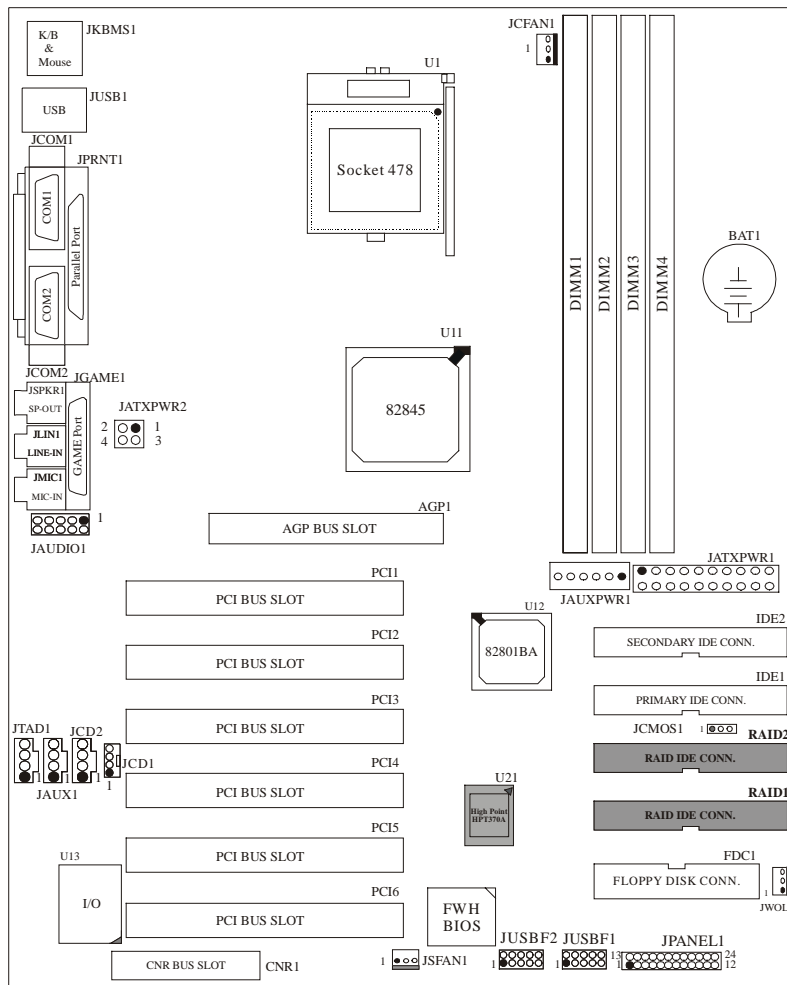 K/B
&
Mouse
JKBMS1
JCFAN1
1
U1
USB
JUSB1
JCOM1
JPRNT1
COM1
Parallel Port
COM2
Socket 478
DIMM1
DIMM2
DIMM3
DIMM4
BAT1
U11
82845
JCOM2
JGAME1
JSPKR1
SP-OUT
JLIN1
LINE-IN
JMIC1
MIC-IN
GAME Port
JATXPWR2
2 1
4 3
1
JAUDIO1
AGP1
AGP BUS SLOT
JATXPWR1
JAUXPWR1
PCI1
PCI BUS SLOT
U12
82801BA
IDE2
SECONDARY IDE CONN.
PCI2
PCI BUS SLOT
IDE1
PRIMARY IDE CONN.
PCI3
PCI BUS SLOT
JCMOS1
1
JTAD1
JCD2
1
1
1
JAUX1
JCD1
1
RAID2
RAID IDE CONN.
PCI4
PCI BUS SLOT
U21
High Point
HPT370A
RAID1
RAID IDE CONN.
PCI5
PCI BUS SLOT
U13
I/O
FDC1
FLOPPY DISK CONN.
1
JWOL
PCI6
PCI BUS SLOT
FWH
BIOS
JUSBF2
1
JUSBF1
1
JPANEL1
13 24
1 12
CNR BUS SLOT
CNR1
1
JSFAN1